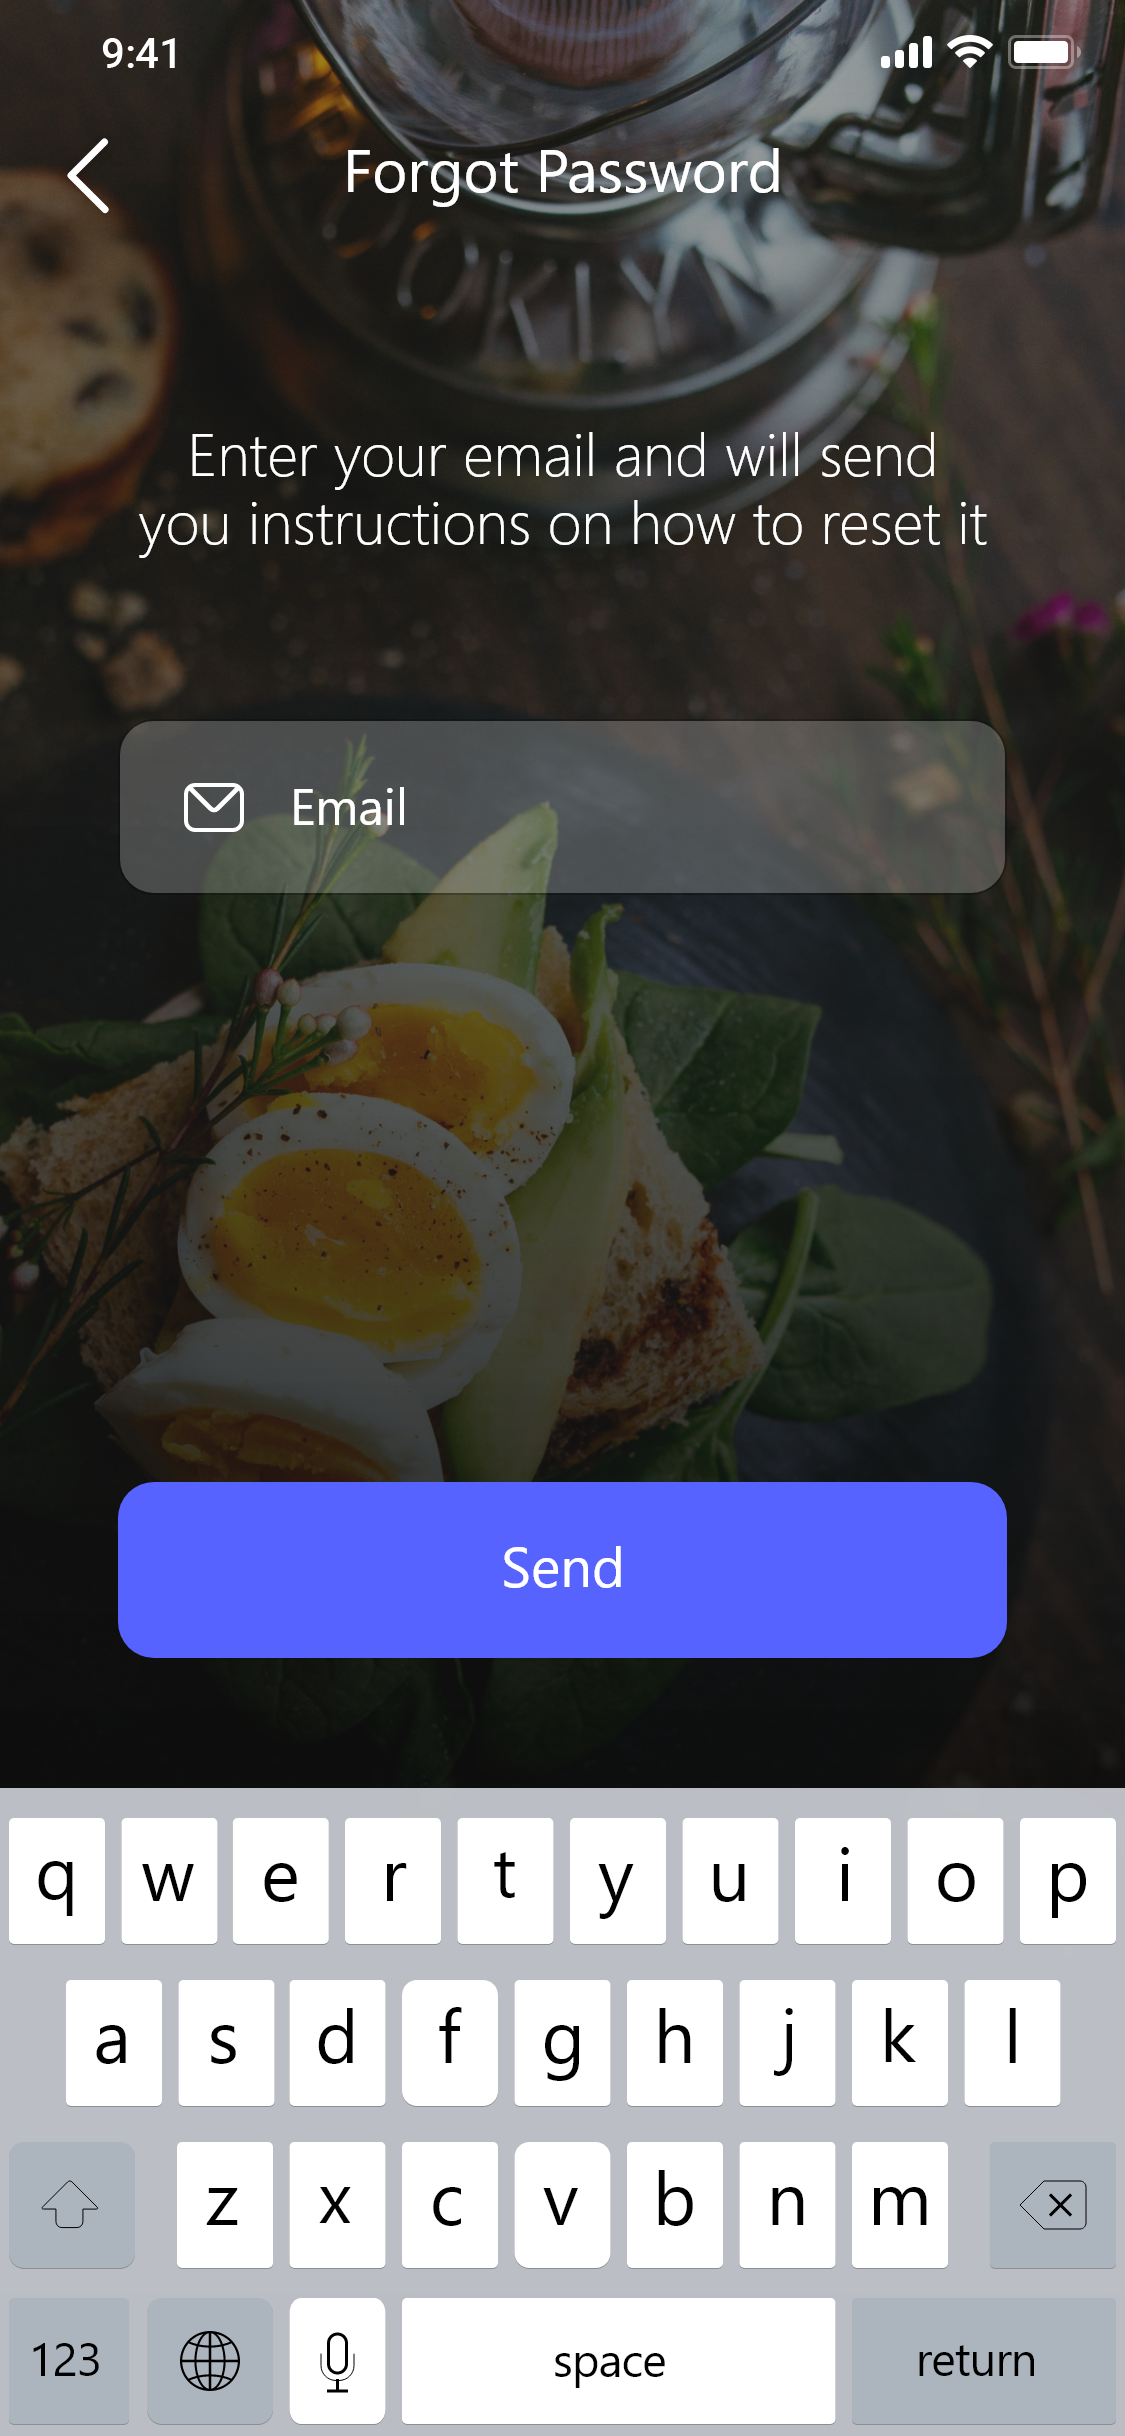 9:41
Forgot Password
Enter your email and will send
you instructions on how to reset it
Email
Send
q w e r t y u i o p
a s d f g h j k l
z x c v b n m
123 space return